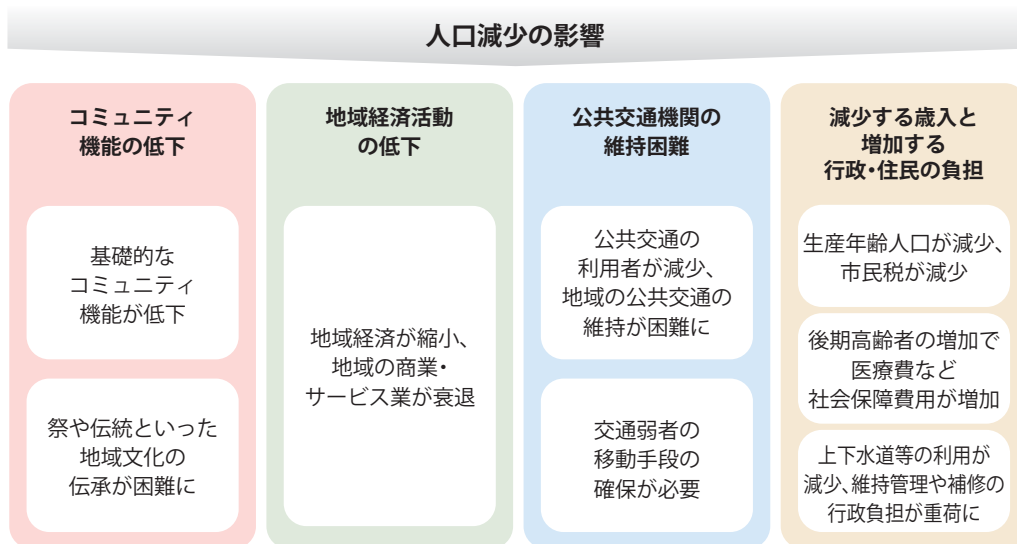 人口減少の影響
コミュニティ
機能の低下
基礎的な
コミュニティ
機能が低下
祭や伝統といった
地域文化の
伝承が困難に
地域経済活動
の低下
地域経済が縮小、
地域の商業・
サービス業が衰退
公共交通機関の
維持困難
公共交通の
利用者が減少、
地域の公共交通の
維持が困難に
交通弱者の
移動手段の
確保が必要
減少する歳入と
増加する
行政・住民の負担
生産年齢人口が減少、
市民税が減少
後期高齢者の増加で
医療費など
社会保障費用が増加
上下水道等の利用が
減少、維持管理や補修の
行政負担が重荷に